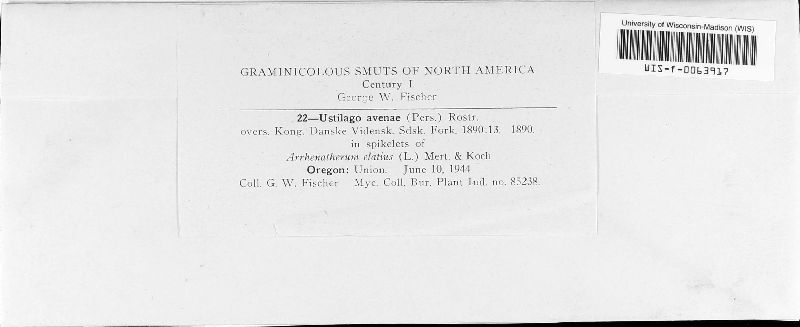 University of Wisconsin-Madison (WIS)
WIS-f-0063917
GRAMINICOLOUS SMUTS OF NORTH AMERICA
Century I
George W. Fischer
22—Ustilago avenae (Pers.) Rostr.
overs. Kong. Danske Vidensk. Sdsk. Fork. 1890:13. 1890.
in spikelets of
Arrhenatherum elatius (L.) Mert. & Koch
Oregon: Union. June 10, 1944
Coll. G. W. Fischer Myc. Coll. Bur. Plant Ind. no. 85238.